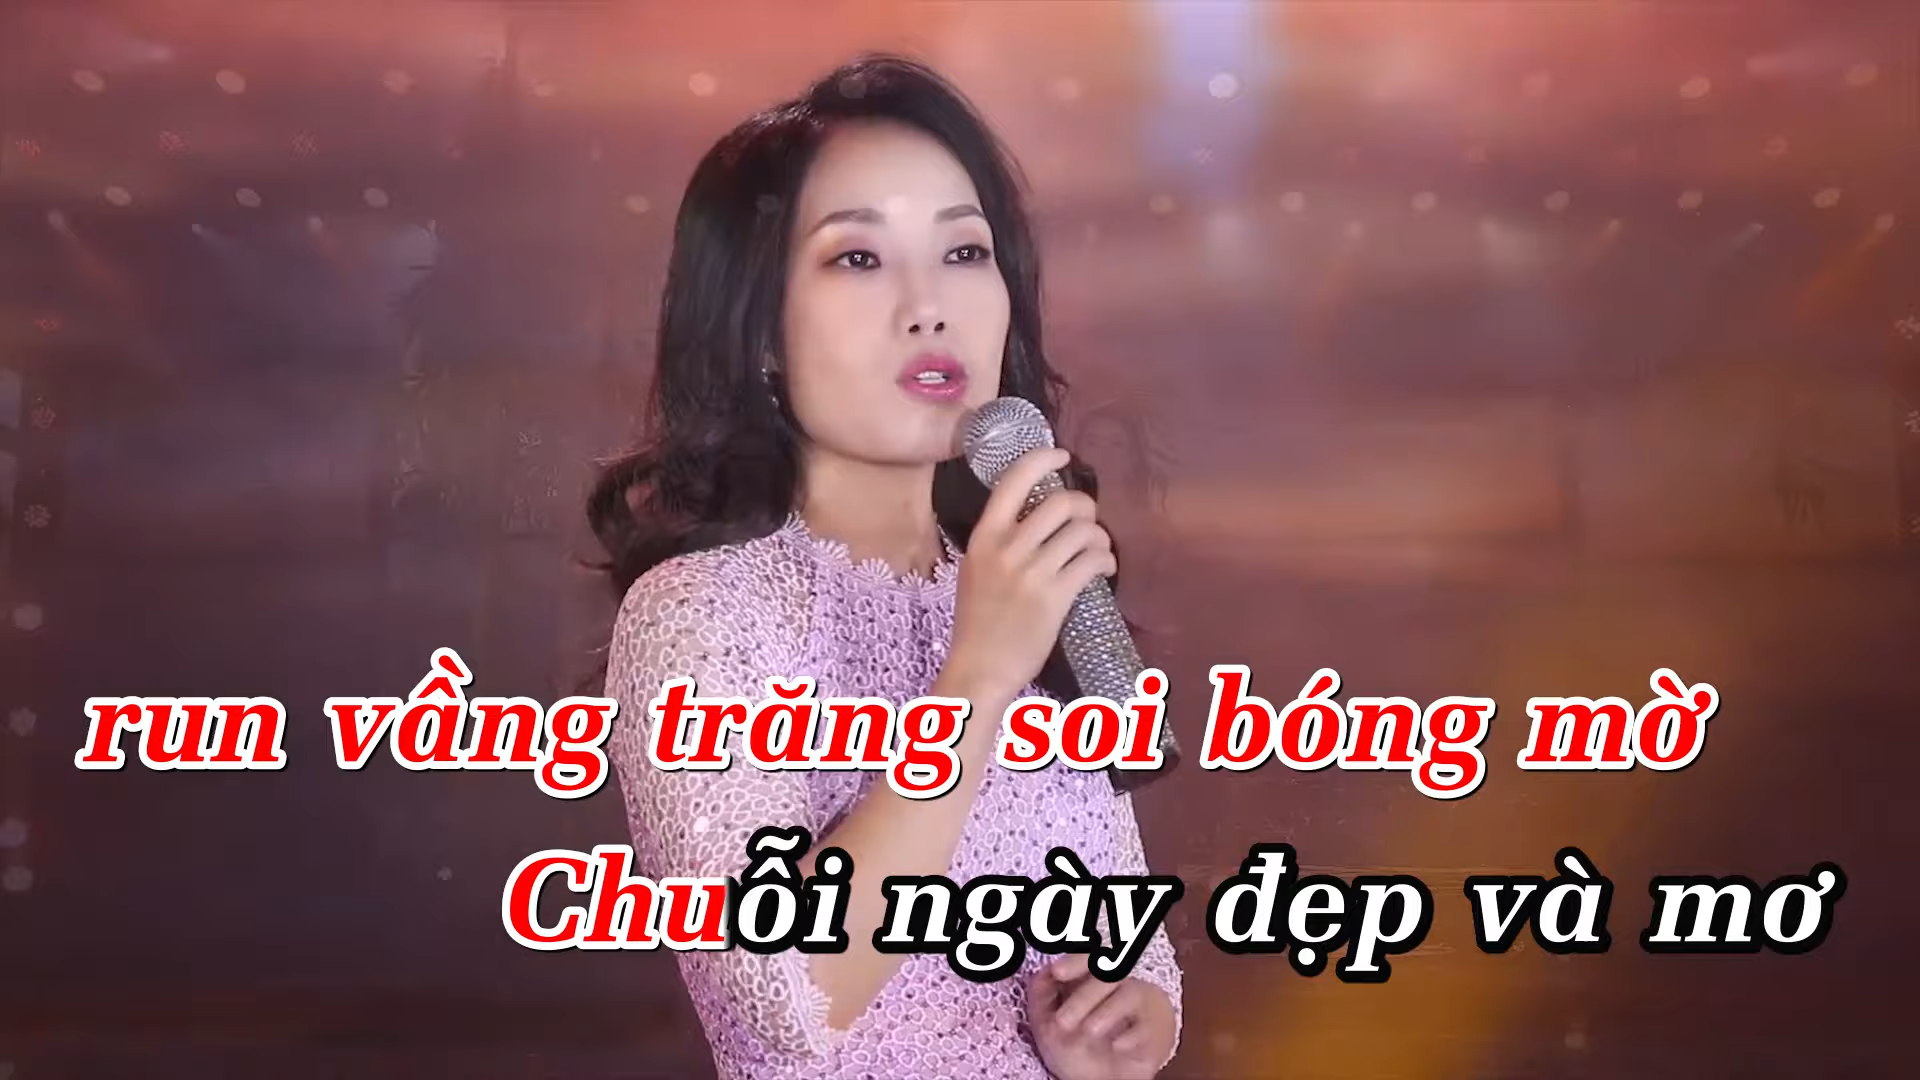 run vầng trăng soi bóng mờ
Chuỗi ngày đẹp và mơ